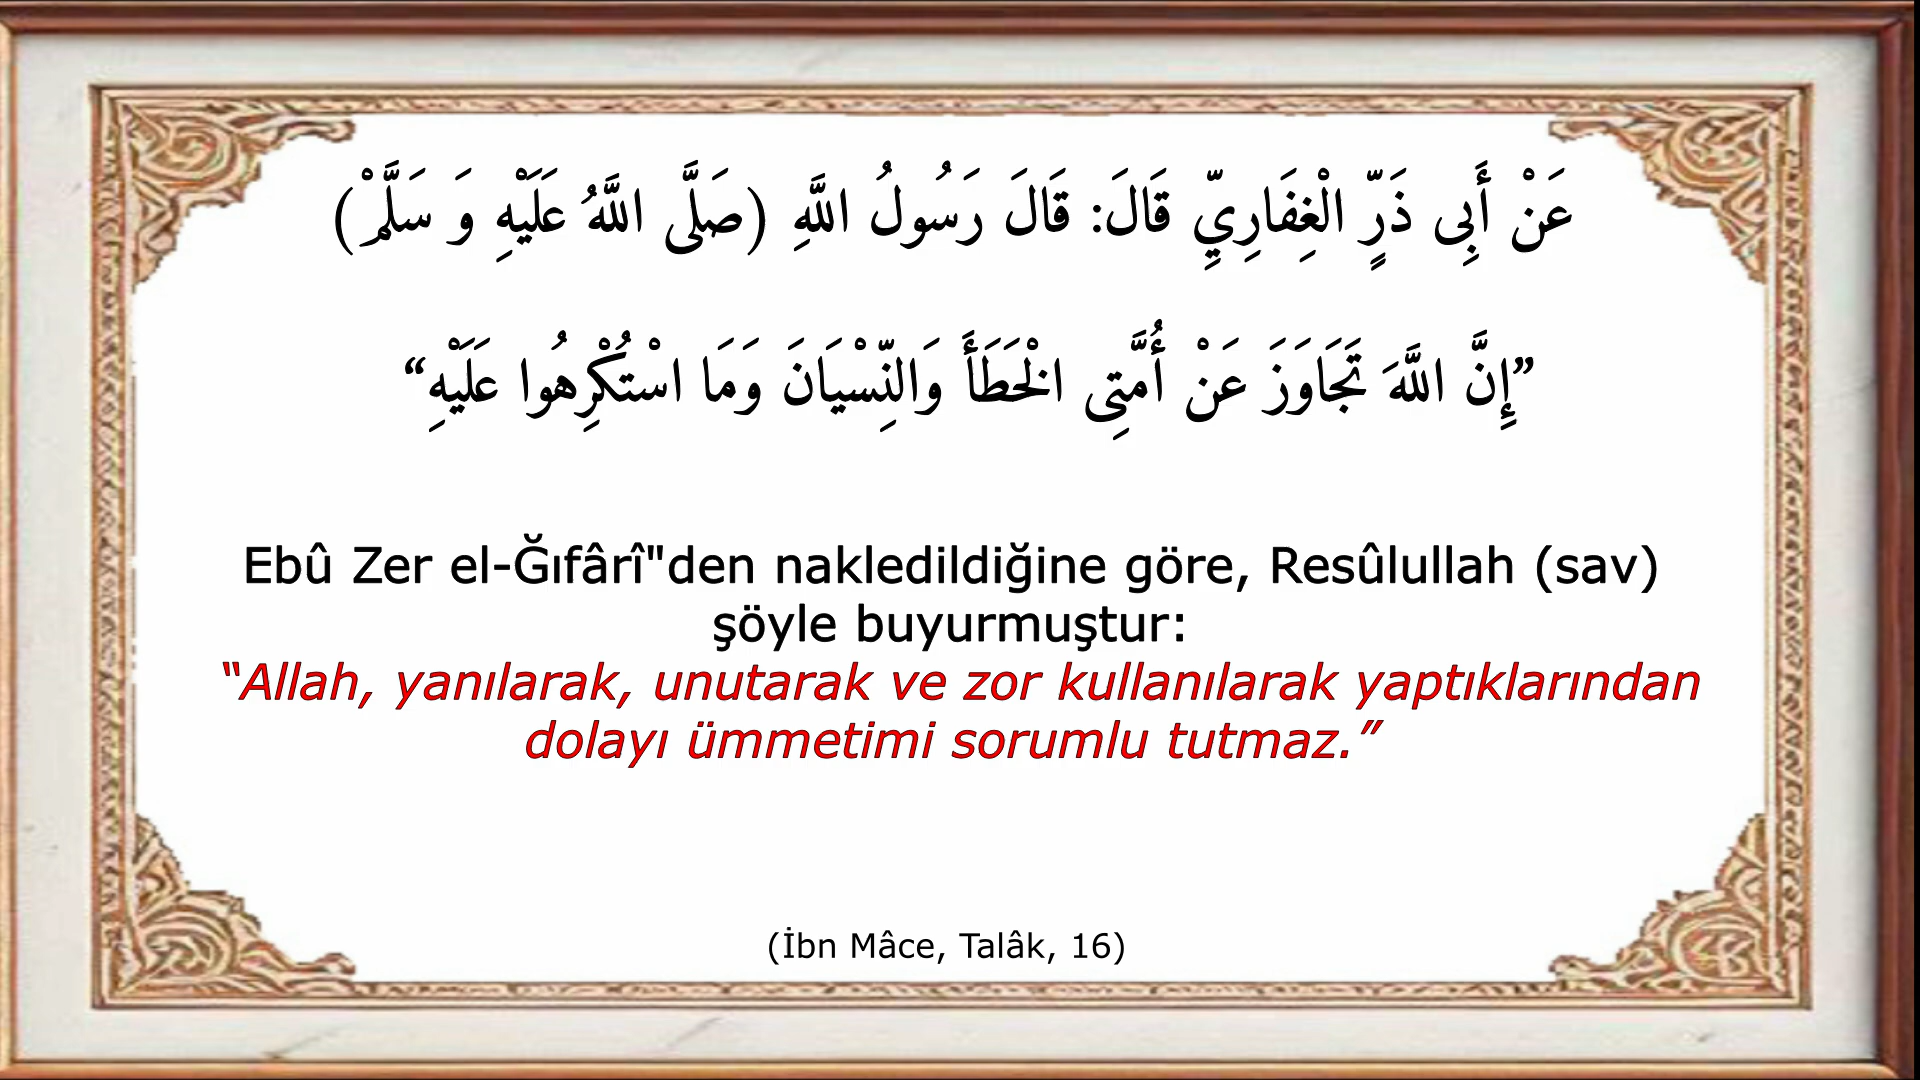 عَنْ أَبِى ذَرٍّ الْغِفَارِيِّ قَالَ: قَالَ رَسُولُ اللَّهِ (صَلَّى اللَّهُ عَلَيْهِ وَ سَلَّمْ)
”إِنَّ اللَّهَ تَجَاوَزَ عَنْ أُمَّتِى الْخَطَأَ وَالنِّسْيَانَ وَمَا اسْتُكْرِهُوا عَلَيْهِ“
Ebû Zer el-Ğıfârî"den nakledildiğine göre, Resûlullah (sav)
şöyle buyurmuştur:
“Allah, yanılarak, unutarak ve zor kullanılarak yaptıklarından
dolayı ümmetimi sorumlu tutmaz.”
(İbn Mâce, Talâk, 16)